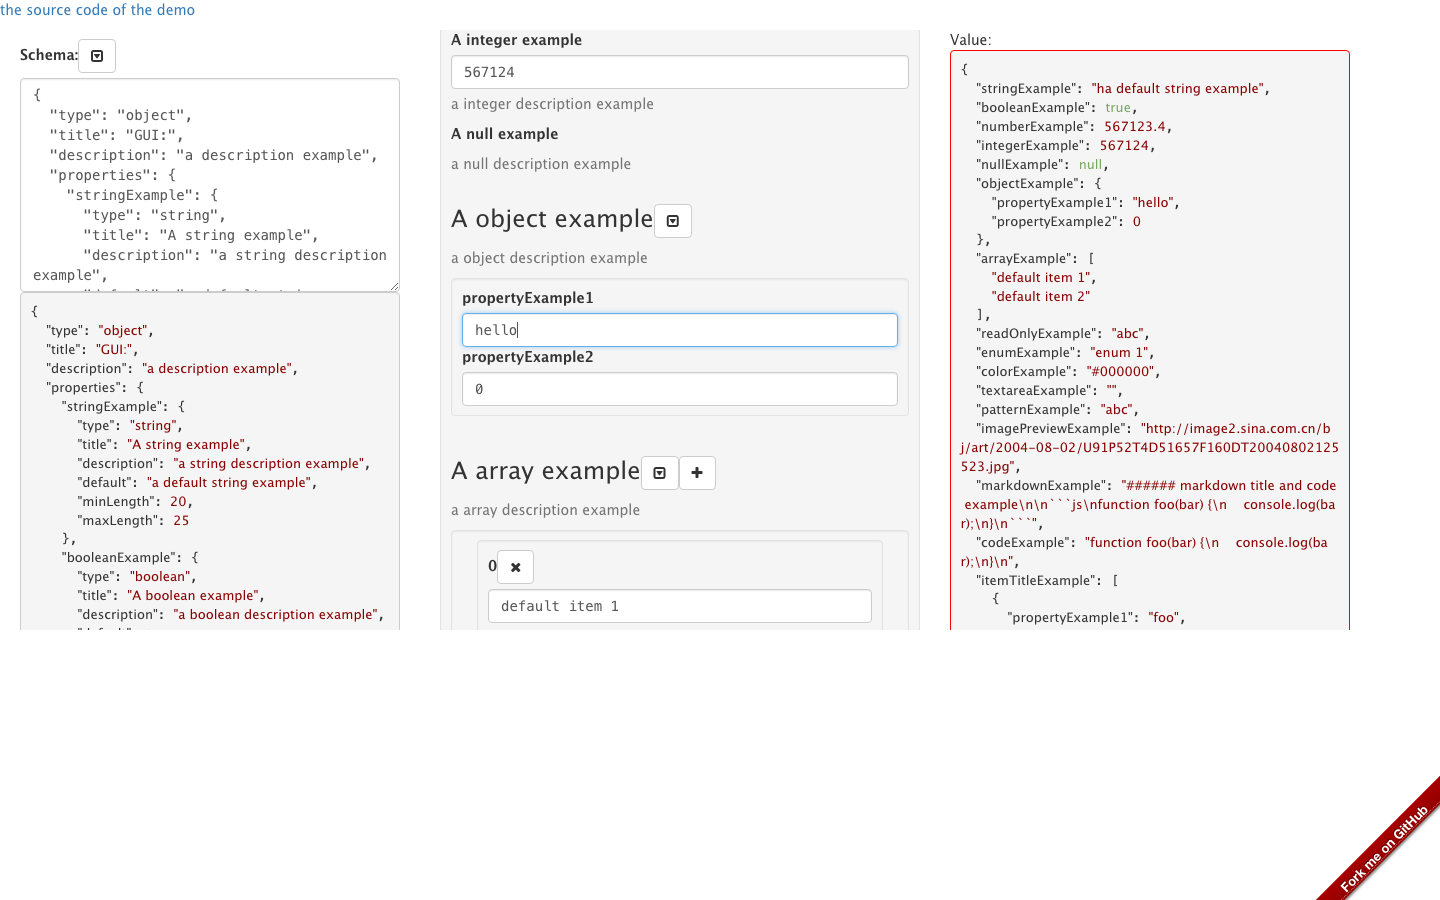 the source code of the demo
Schema:
{
  "type": "object",
  "title": "GUI:",
  "description": "a description example",
  "properties": {
    "stringExample": {
      "type": "string",
      "title": "A string example",
      "description": "a string description
example",
{
  "type": "object",
  "title": "GUI:",
  "description": "a description example",
  "properties": {
    "stringExample": {
      "type": "string",
      "title": "A string example",
      "description": "a string description example",
      "default": "a default string example",
      "minLength": 20,
      "maxLength": 25
    },
    "booleanExample": {
      "type": "boolean",
      "title": "A boolean example",
      "description": "a boolean description example",
A integer example
567124
a integer description example
A null example
a null description example
A object example
a object description example
propertyExample1
hello
propertyExample2
0
A array example
a array description example
0
default item 1
Value:
{
  "stringExample": "ha default string example",
  "booleanExample": true,
  "numberExample": 567123.4,
  "integerExample": 567124,
  "nullExample": null,
  "objectExample": {
    "propertyExample1": "hello",
    "propertyExample2": 0
  },
  "arrayExample": [
    "default item 1",
    "default item 2"
  ],
  "readOnlyExample": "abc",
  "enumExample": "enum 1",
  "colorExample": "#000000",
  "textareaExample": "",
  "patternExample": "abc",
  "imagePreviewExample": "http://image2.sina.com.cn/b
j/art/2004-08-02/U91P52T4D51657F160DT20040802125
523.jpg",
  "markdownExample": "###### markdown title and code
 example\n\n```js\nfunction foo(bar) {\n    console.log(ba
r);\n}\n```",
  "codeExample": "function foo(bar) {\n    console.log(ba
r);\n}\n",
  "itemTitleExample": [
    {
      "propertyExample1": "foo",
Fork me on GitHub